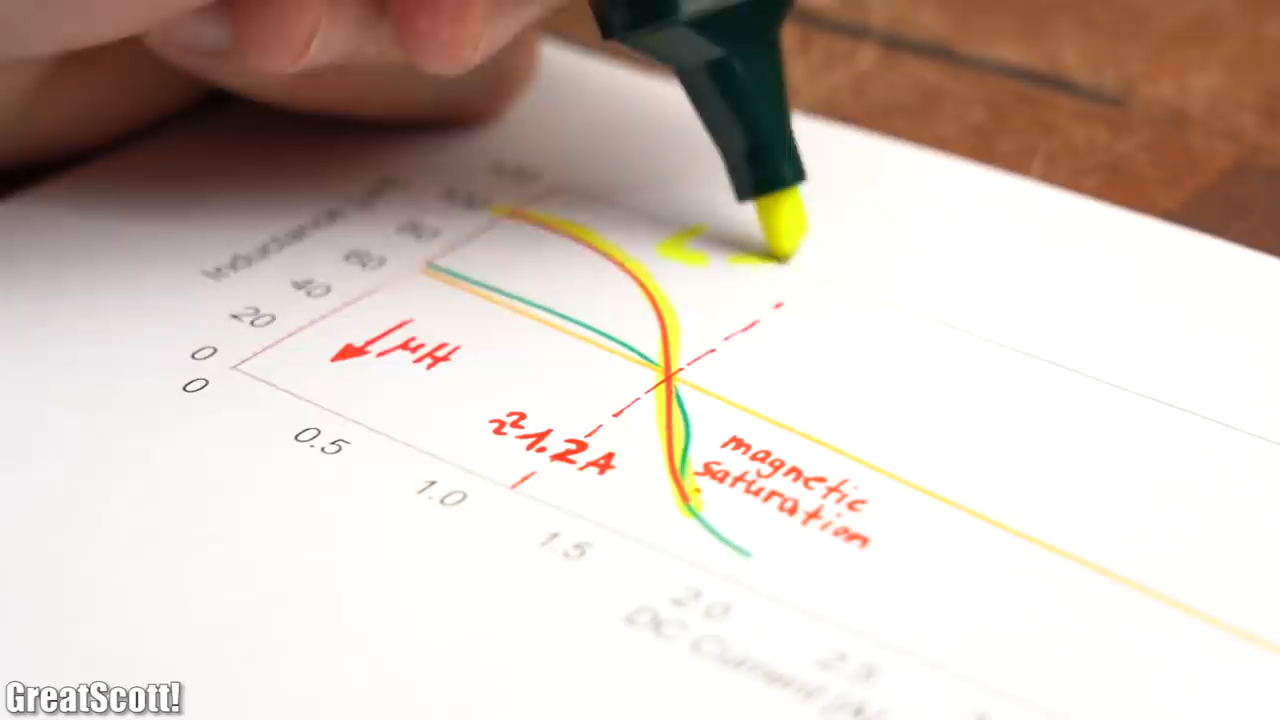 Inductance
80
60
40
20
0
0
0.5
1.0
1.5
2.0
2.5
DC Current (A)
μH
≈1.2A
magnetic
saturation
GreatScott!